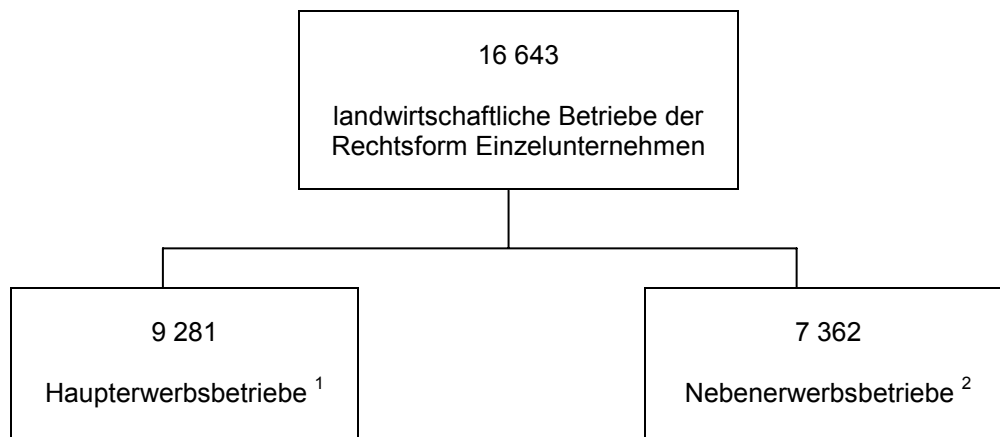 16 643
landwirtschaftliche Betriebe der
Rechtsform Einzelunternehmen
9 281
Haupterwerbsbetriebe 1
7 362
Nebenerwerbsbetriebe 2